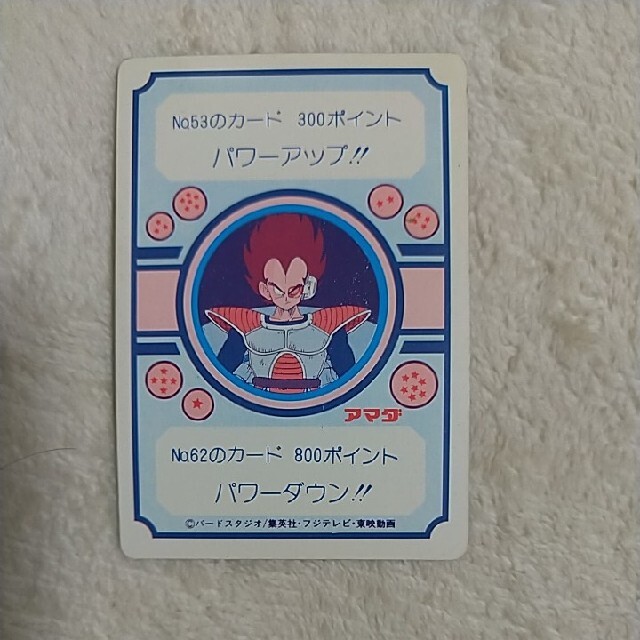 No.53のカード 300ポイント
パワーアップ!!
アマダ
No.62のカード 800ポイント
パワーダウン!!
©バードスタジオ/集英社・フジテレビ・東映動画